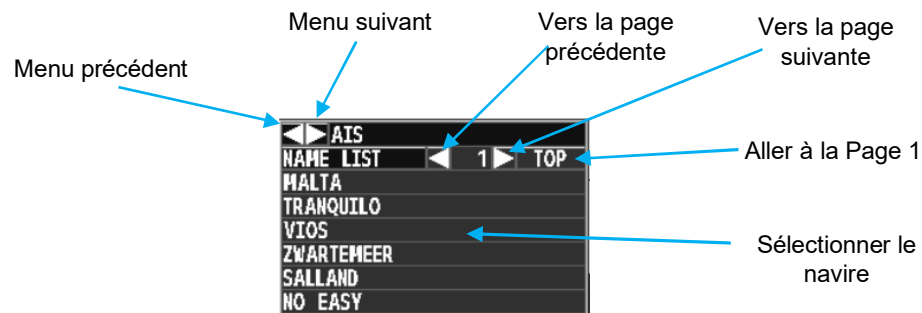 Menu suivant
Vers la page
précédente
Vers la page
suivante
Menu précédent
AIS
NAME LIST 1 TOP
Aller à la Page 1
MALTA
TRANQUILO
VIOS
ZWARTEMEER
SALLAND
NO EASY
Sélectionner le
navire